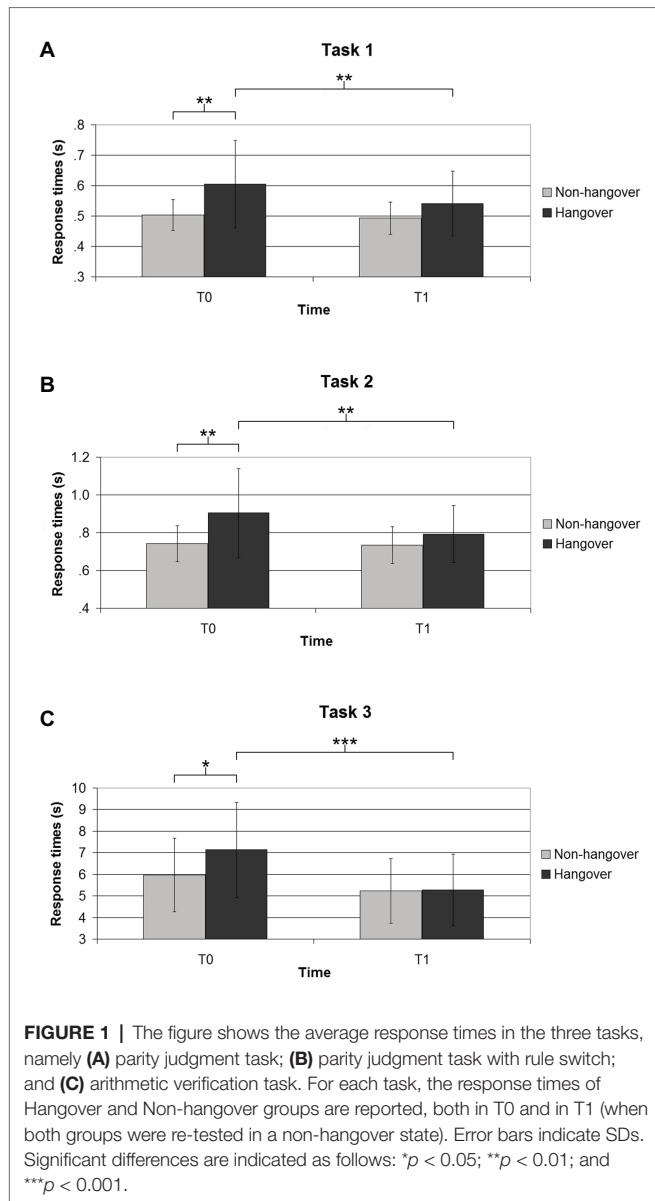 A
Task 1
**
**
.8
.7
.6
.5
.4
.3
Response times (s)
T0
T1
Time
Non-hangover
Hangover
B
Task 2
**
**
1.2
1.0
.8
.6
.4
Response times (s)
T0
T1
Time
Non-hangover
Hangover
C
Task 3
***
*
10
9
8
7
6
5
4
3
Response times (s)
T0
T1
Time
Non-hangover
Hangover
FIGURE 1 | The figure shows the average response times in the three tasks,
namely (A) parity judgment task; (B) parity judgment task with rule switch;
and (C) arithmetic verification task. For each task, the response times of
Hangover and Non-hangover groups are reported, both in T0 and in T1 (when
both groups were re-tested in a non-hangover state). Error bars indicate SDs.
Significant differences are indicated as follows: *p < 0.05; **p < 0.01; and
***p < 0.001.